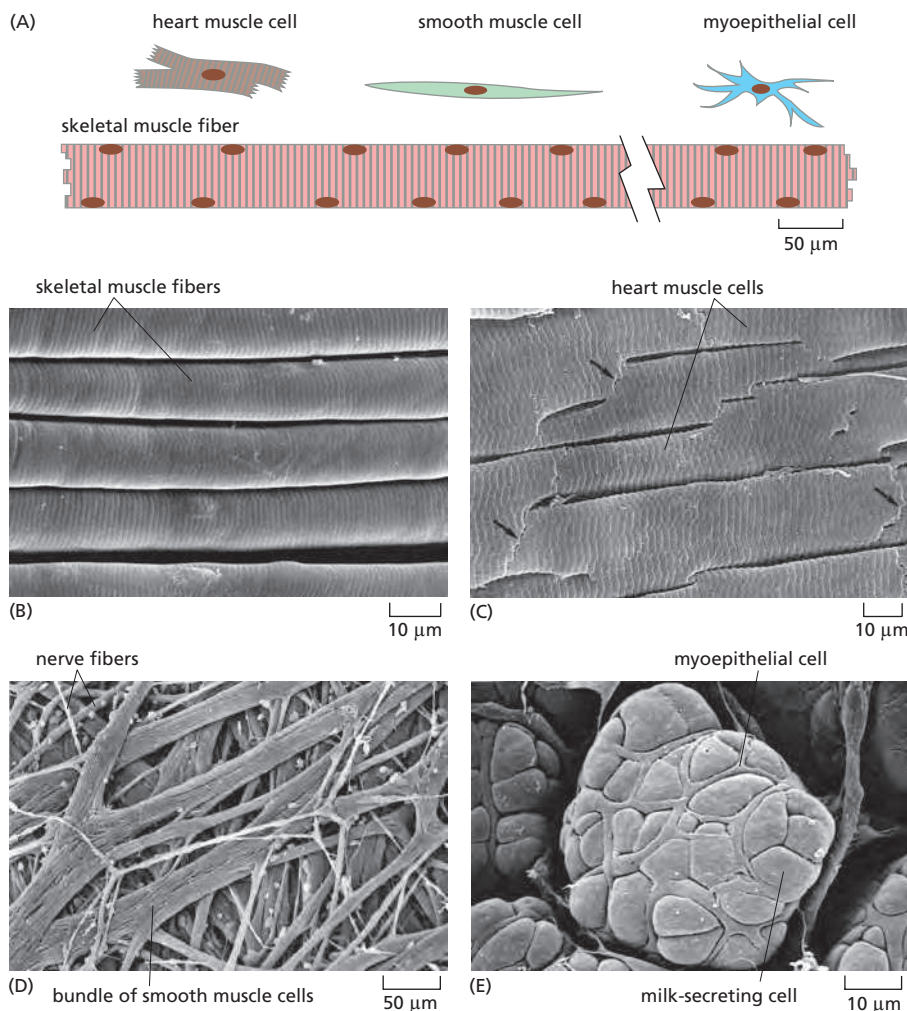 (A)
heart muscle cell
smooth muscle cell
myoepithelial cell
skeletal muscle fiber
50 μm
skeletal muscle fibers
heart muscle cells
(B)
10 μm
(C)
10 μm
nerve fibers
myoepithelial cell
(D)
bundle of smooth muscle cells
50 μm
(E)
milk-secreting cell
10 μm